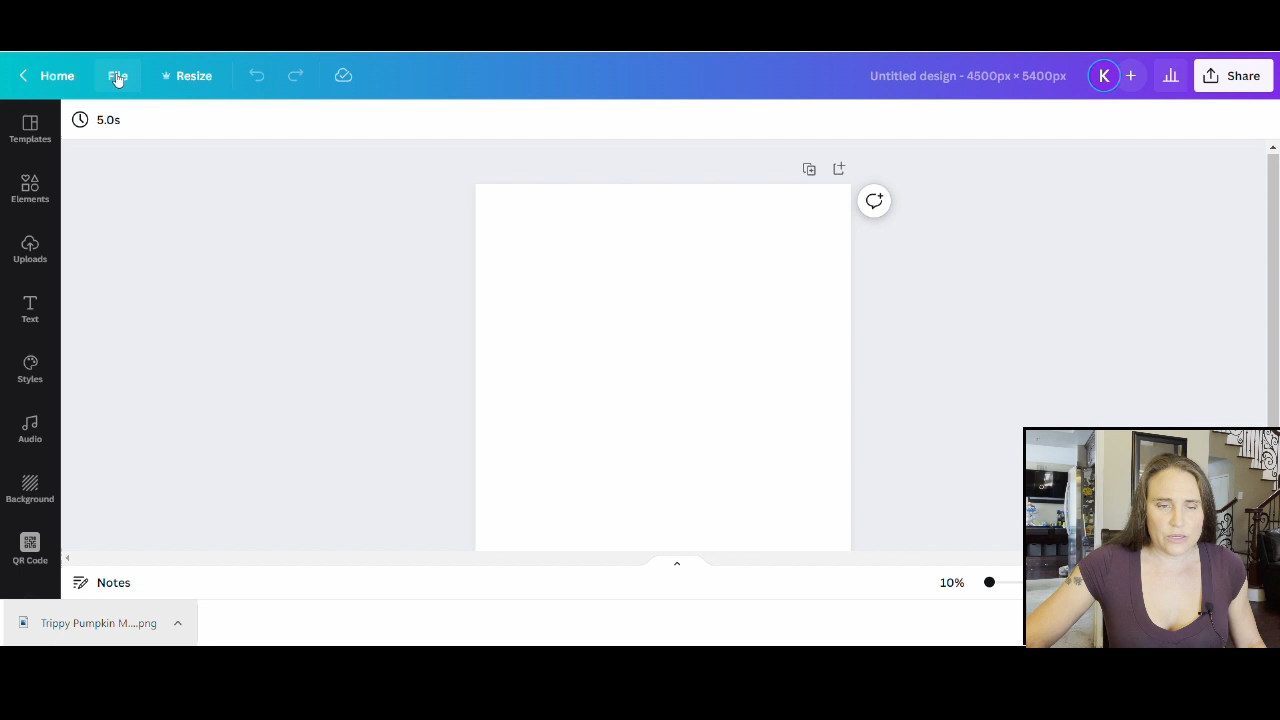 Home
File
Resize
Untitled design - 4500px × 5400px
K
Share
5.0s
Templates
Elements
Uploads
Text
Styles
Audio
Background
QR Code
Notes
10%
Trippy Pumpkin M....png